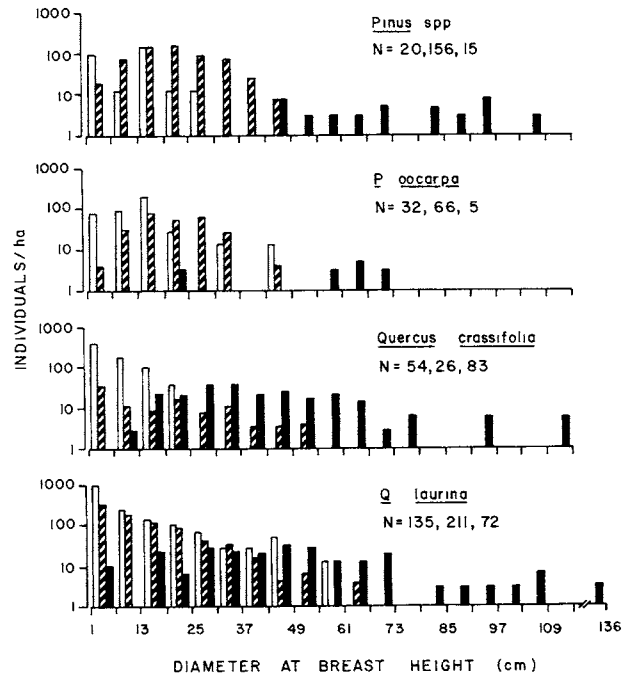 Pinus spp
N = 20,156,15
1000
100
10
1
P oocarpa
N= 32, 66, 5
1000
100
10
1
Quercus crassifolia
N= 54, 26, 83
1000
100
10
1
Q laurina
N= 135, 211, 72
1000
100
10
1
INDIVIDUALS/ha
1 13 25 37 49 61 73 85 97 109 136
DIAMETER AT BREAST HEIGHT (cm)